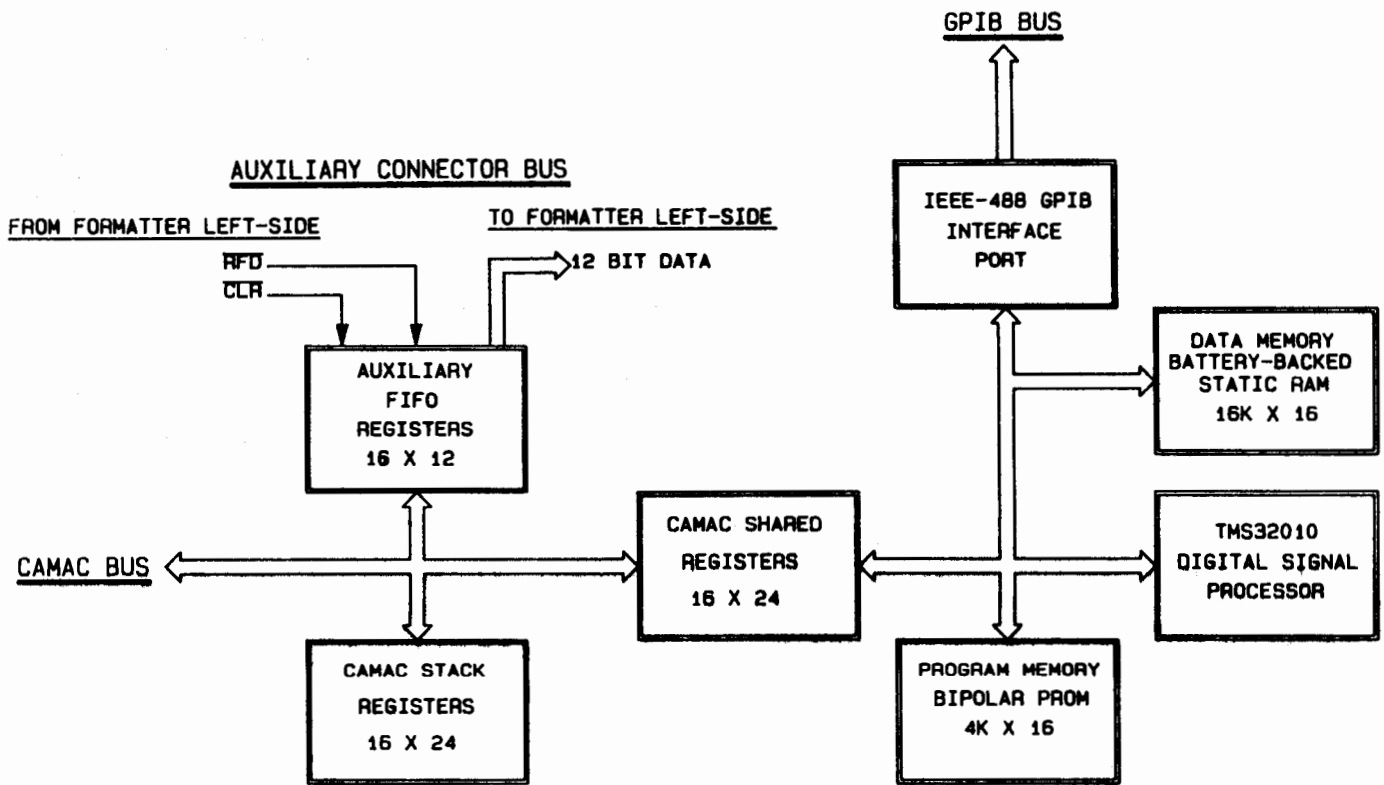 GPIB BUS
AUXILIARY CONNECTOR BUS
FROM FORMATTER LEFT-SIDE
TO FORMATTER LEFT-SIDE
RFD
12 BIT DATA
CLR
IEEE-488 GPIB
INTERFACE
PORT
AUXILIARY
FIFO
REGISTERS
16 X 12
DATA MEMORY
BATTERY-BACKED
STATIC RAM
16K X 16
CAMAC BUS
CAMAC SHARED
REGISTERS
16 X 24
TMS32010
DIGITAL SIGNAL
PROCESSOR
CAMAC STACK
REGISTERS
16 X 24
PROGRAM MEMORY
BIPOLAR PROM
4K X 16